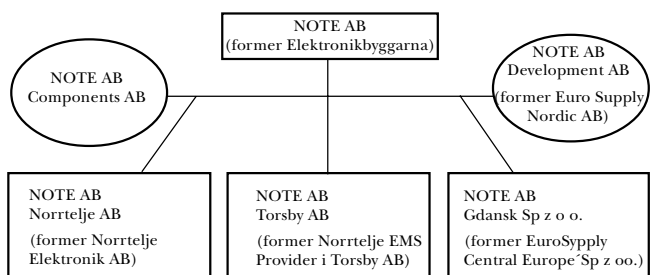 NOTE AB
(former Elektronikbyggarna)
NOTE AB
Components AB
NOTE AB
Development AB
(former Euro Supply
Nordic AB)
NOTE AB
Norrtelje AB
(former Norrtelje
Elektronik AB)
NOTE AB
Torsby AB
(former Norrtelje EMS
Provider i Torsby AB)
NOTE AB
Gdansk Sp z o o.
(former EuroSypply
Central Europe´Sp z oo.)